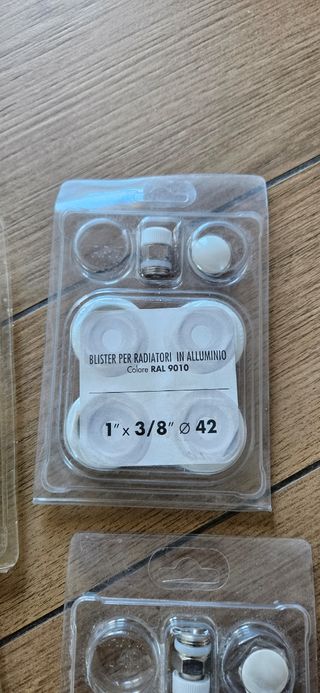 BLISTER PER RADIATORI IN ALLUMINIO
Colore RAL 9010
1" x 3/8" Ø 42